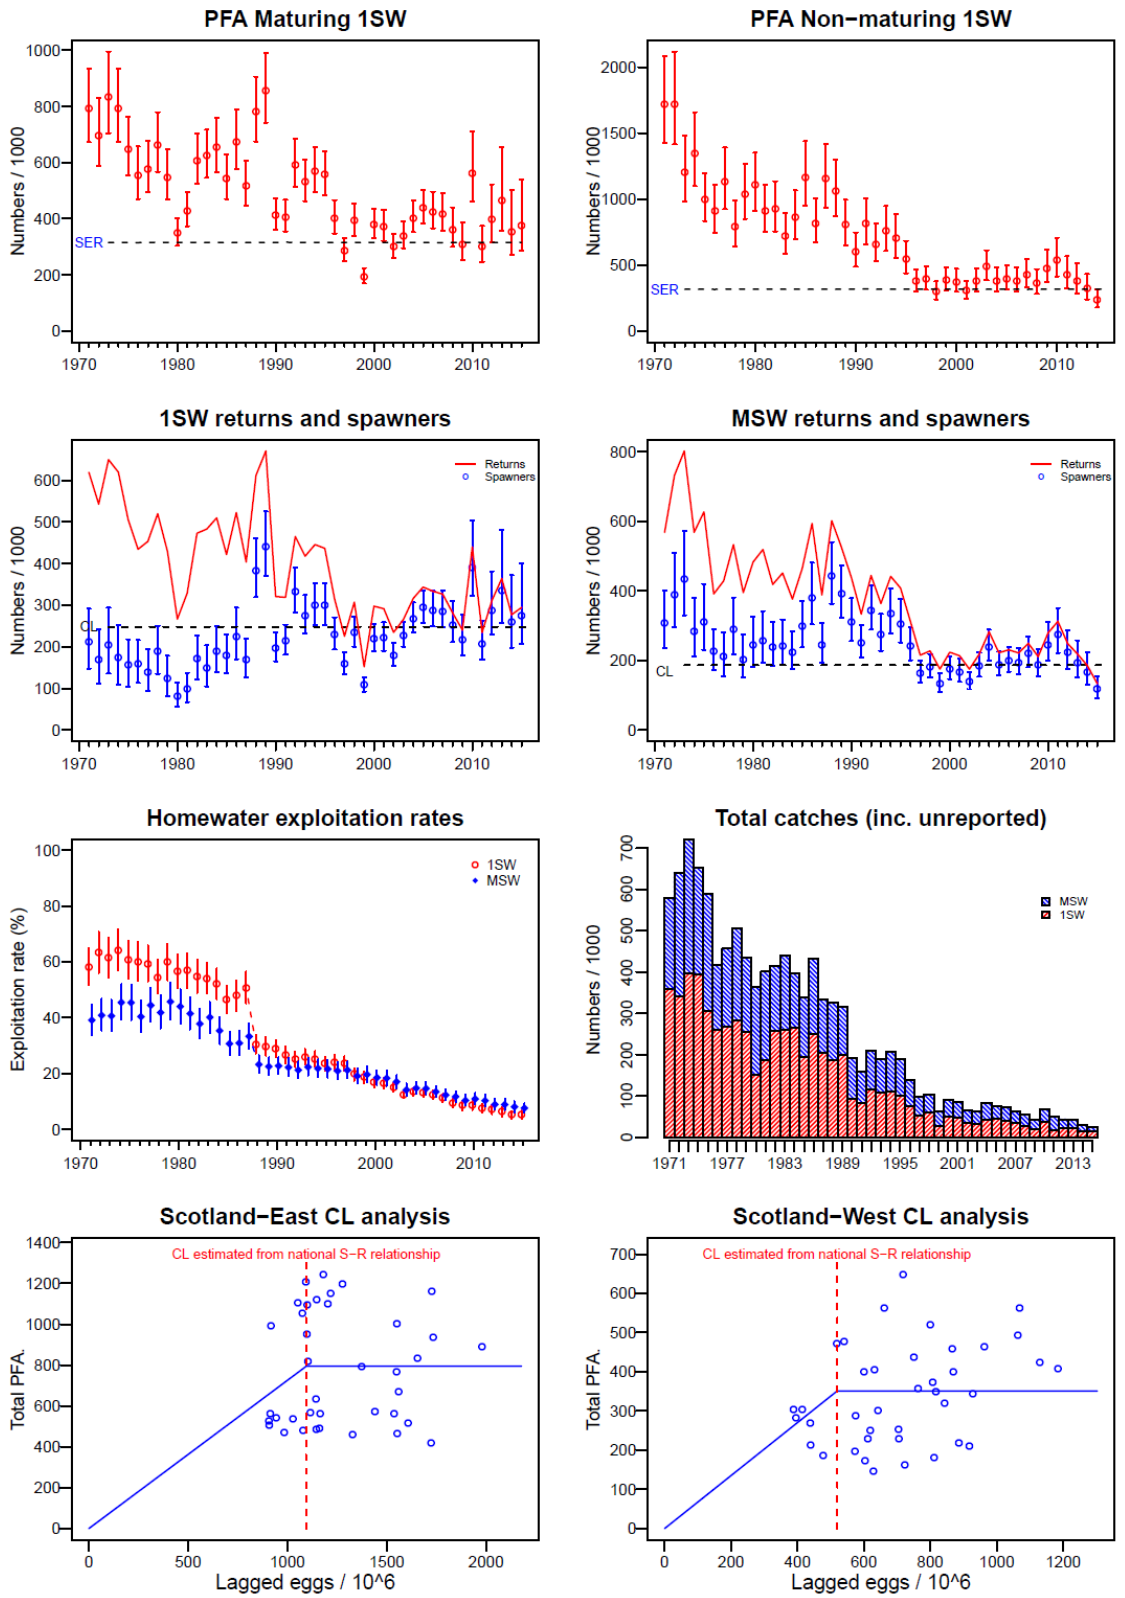 PFA Maturing 1SW
Numbers / 1000
1000
800
600
400
200
0
SER
1970 1980 1990 2000 2010
PFA Non−maturing 1SW
Numbers / 1000
2000
1500
1000
500
0
SER
1970 1980 1990 2000 2010
1SW returns and spawners
Numbers / 1000
600
500
400
300
200
100
0
CL
Returns
Spawners
1970 1980 1990 2000 2010
MSW returns and spawners
Numbers / 1000
800
600
400
200
0
CL
Returns
Spawners
1970 1980 1990 2000 2010
Homewater exploitation rates
Exploitation rate (%)
100
80
60
40
20
0
1SW
MSW
1970 1980 1990 2000 2010
Total catches (inc. unreported)
Numbers / 1000
700
600
500
400
300
200
100
0
MSW
1SW
1971 1977 1983 1989 1995 2001 2007 2013
Scotland−East CL analysis
CL estimated from national S−R relationship
Total PFA.
1400
1200
1000
800
600
400
200
0
0 500 1000 1500 2000
Lagged eggs / 10^6
Scotland−West CL analysis
CL estimated from national S−R relationship
Total PFA.
700
600
500
400
300
200
100
0
0 200 400 600 800 1000 1200
Lagged eggs / 10^6